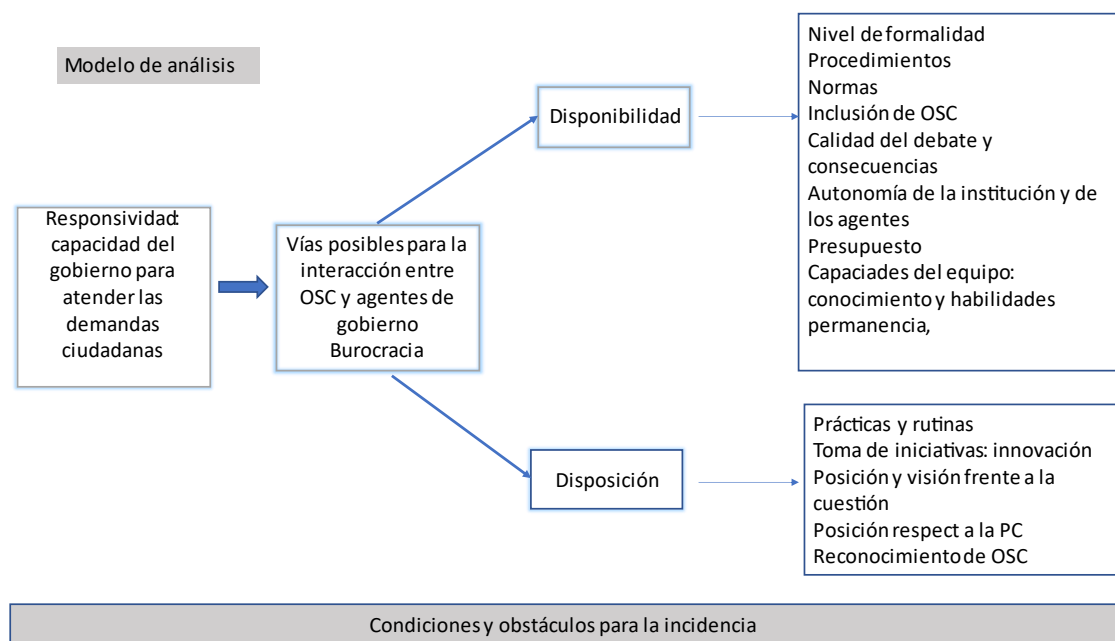 Modelo de análisis
Responsividad:
capacidad del
gobierno para
atender las
demandas
ciudadanas
Vías posibles para la
interacción entre
OSC y agentes de
gobierno
Burocracia
Disponibilidad
Nivel de formalidad
Procedimientos
Normas
Inclusión de OSC
Calidad del debate y
consecuencias
Autonomía de la institución y de
los agentes
Presupuesto
Capaciades del equipo:
conocimiento y habilidades
permanencia,
Disposición
Prácticas y rutinas
Toma de iniciativas: innovación
Posición y visión frente a la
cuestión
Posición respect a la PC
Reconocimiento de OSC
Condiciones y obstáculos para la incidencia